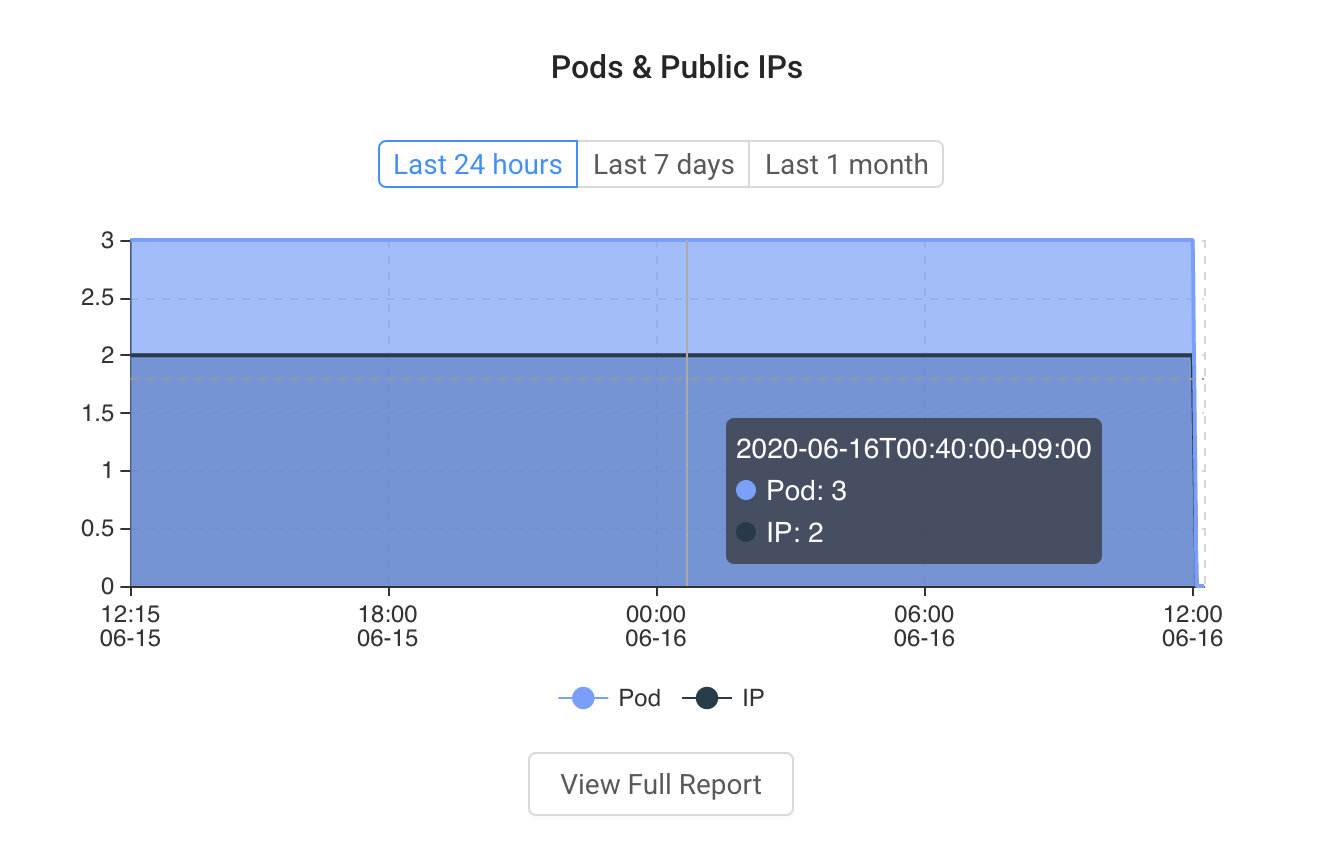 Pods & Public IPs
Last 24 hours Last 7 days Last 1 month
3
2.5
2
1.5
1
0.5
0
2020-06-16T00:40:00+09:00
Pod: 3
IP: 2
12:15 18:00 00:00 06:00 12:00
06-15 06-15 06-16 06-16 06-16
Pod IP
View Full Report